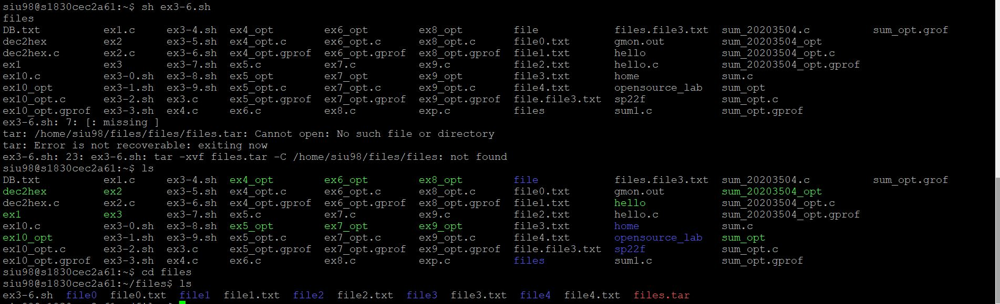 siu98@s1830cec2a61:~$ sh ex3-6.sh
files
DB.txt ex1.c ex3-4.sh ex4_opt ex6_opt ex8_opt file files.file3.txt sum_20203504.c sum_opt.grof
dec2hex ex2 ex3-5.sh ex4_opt.c ex6_opt.c ex8_opt.c file0.txt gmon.out sum_20203504_opt
dec2hex.c ex2.c ex3-6.sh ex4_opt.gprof ex6_opt.gprof ex8_opt.gprof file1.txt hello sum_20203504_opt.c
ex1 ex3 ex3-7.sh ex5.c ex7.c ex9.c file2.txt hello.c sum_20203504_opt.gprof
ex10.c ex3-0.sh ex3-8.sh ex5_opt ex7_opt ex9_opt file3.txt home sum.c
ex10_opt ex3-1.sh ex3-9.sh ex5_opt.c ex7_opt.c ex9_opt.c file4.txt opensource_lab sum_opt
ex10_opt.c ex3-2.sh ex3.c ex5_opt.gprof ex7_opt.gprof ex9_opt.gprof file.file3.txt sp22f sum_opt.c
ex10_opt.gprof ex3-3.sh ex4.c ex6.c ex8.c exp.c files sum1.c sum_opt.gprof
ex3-6.sh: 7: [: missing ]
tar: /home/siu98/files/files/files.tar: Cannot open: No such file or directory
tar: Error is not recoverable: exiting now
ex3-6.sh: 23: ex3-6.sh: tar -xvf files.tar -C /home/siu98/files/files: not found
siu98@s1830cec2a61:~$ ls
DB.txt ex1.c ex3-4.sh ex4_opt ex6_opt ex8_opt file files.file3.txt sum_20203504.c sum_opt.grof
dec2hex ex2 ex3-5.sh ex4_opt.c ex6_opt.c ex8_opt.c file0.txt gmon.out sum_20203504_opt
dec2hex.c ex2.c ex3-6.sh ex4_opt.gprof ex6_opt.gprof ex8_opt.gprof file1.txt hello sum_20203504_opt.c
ex1 ex3 ex3-7.sh ex5.c ex7.c ex9.c file2.txt hello.c sum_20203504_opt.gprof
ex10.c ex3-0.sh ex3-8.sh ex5_opt ex7_opt ex9_opt file3.txt home sum.c
ex10_opt ex3-1.sh ex3-9.sh ex5_opt.c ex7_opt.c ex9_opt.c file4.txt opensource_lab sum_opt
ex10_opt.c ex3-2.sh ex3.c ex5_opt.gprof ex7_opt.gprof ex9_opt.gprof file.file3.txt sp22f sum_opt.c
ex10_opt.gprof ex3-3.sh ex4.c ex6.c ex8.c exp.c files sum1.c sum_opt.gprof
siu98@s1830cec2a61:~$ cd files
siu98@s1830cec2a61:~/files$ ls
ex3-6.sh file0 file0.txt file1 file1.txt file2 file2.txt file3 file3.txt file4 file4.txt files.tar